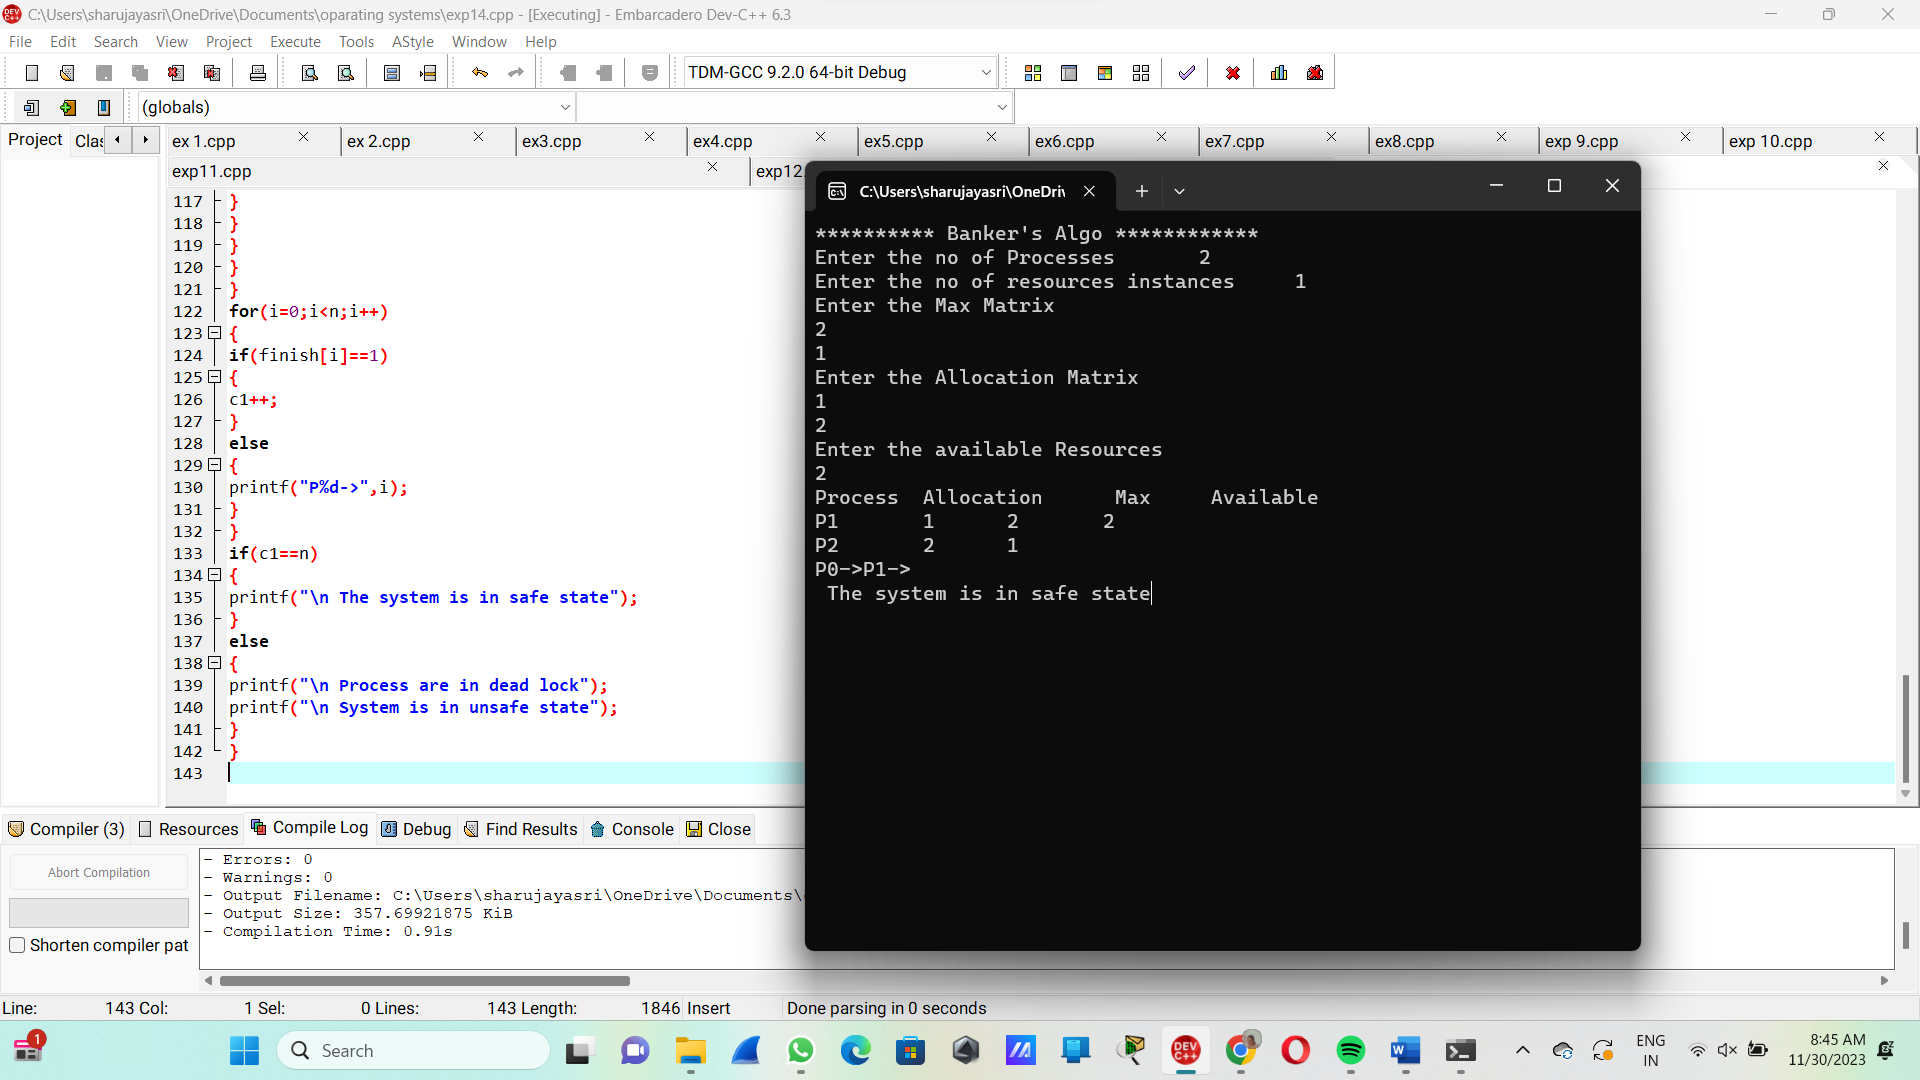 C:\Users\sharujayasri\OneDrive\Documents\oparating systems\exp14.cpp - [Executing] - Embarcadero Dev-C++ 6.3
File Edit Search View Project Execute Tools AStyle Window Help
TDM-GCC 9.2.0 64-bit Debug
(globals)
Project Clas
ex 1.cpp ex 2.cpp ex3.cpp ex4.cpp ex5.cpp ex6.cpp ex7.cpp ex8.cpp exp 9.cpp exp 10.cpp
exp11.cpp exp12.
117 }
118 }
119 }
120 }
121 }
122 for(i=0;i<n;i++)
123 {
124 if(finish[i]==1)
125 {
126 c1++;
127 }
128 else
129 {
130 printf("P%d->",i);
131 }
132 }
133 if(c1==n)
134 {
135 printf("\n The system is in safe state");
136 }
137 else
138 {
139 printf("\n Process are in dead lock");
140 printf("\n System is in unsafe state");
141 }
142 }
143
C:\Users\sharujayasri\OneDri
********** Banker's Algo ************
Enter the no of Processes 2
Enter the no of resources instances 1
Enter the Max Matrix
2
1
Enter the Allocation Matrix
1
2
Enter the available Resources
2
Process Allocation Max Available
P1 1 2 2
P2 2 1
P0->P1->
The system is in safe state
Compiler (3) Resources Compile Log Debug Find Results Console Close
Abort Compilation
Shorten compiler pat
- Errors: 0
- Warnings: 0
- Output Filename: C:\Users\sharujayasri\OneDrive\Documents\
- Output Size: 357.69921875 KiB
- Compilation Time: 0.91s
Line: 143 Col: 1 Sel: 0 Lines: 143 Length: 1846 Insert Done parsing in 0 seconds
1
Search
DEV C++
ENG
IN
8:45 AM
11/30/2023